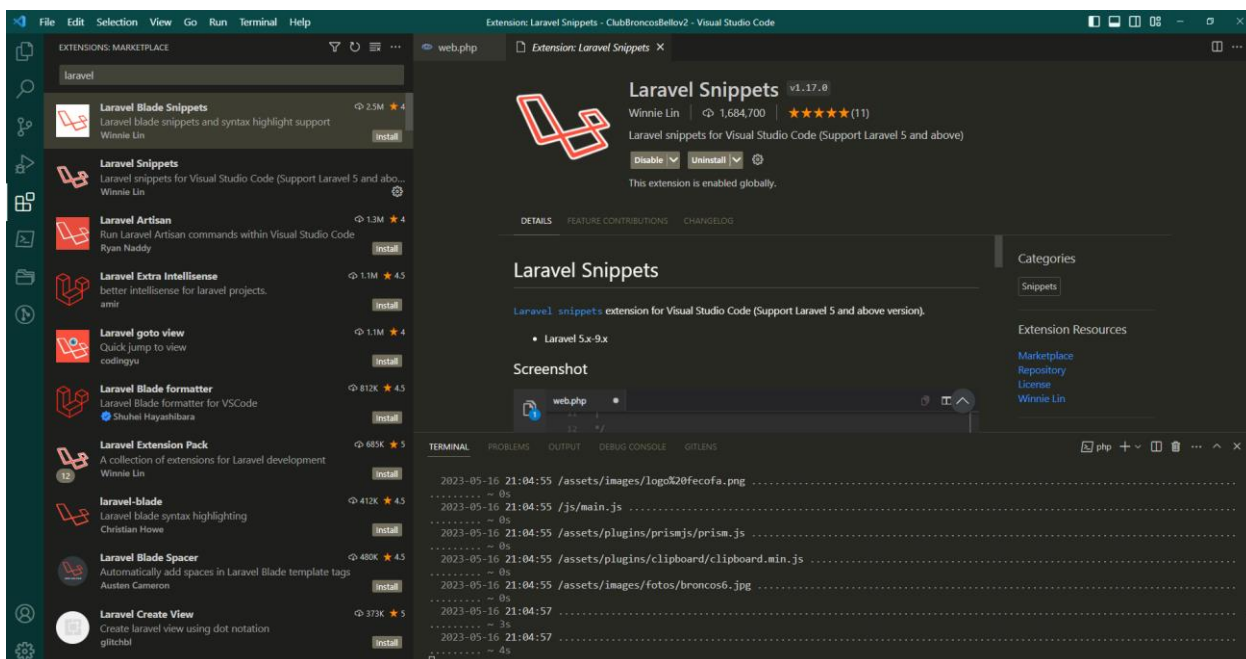 File Edit Selection View Go Run Terminal Help
Extension: Laravel Snippets - ClubBroncosBellov2 - Visual Studio Code
EXTENSIONS: MARKETPLACE
laravel
Laravel Blade Snippets 2.5M ★ 4
Laravel blade snippets and syntax highlight support
Winnie Lin Install
Laravel Snippets
Laravel snippets for Visual Studio Code (Support Laravel 5 and abo...
Winnie Lin
Laravel Artisan 1.3M ★ 4
Run Laravel Artisan commands within Visual Studio Code
Ryan Naddy Install
Laravel Extra Intellisense 1.1M ★ 4.5
better intellisense for laravel projects.
amir Install
Laravel goto view 1.1M ★ 4
Quick jump to view
codingyu Install
Laravel Blade formatter 812K ★ 4.5
Laravel Blade formatter for VSCode
Shuhei Hayashibara Install
Laravel Extension Pack 685K ★ 5
A collection of extensions for Laravel development
12 Winnie Lin Install
laravel-blade 412K ★ 4.5
Laravel blade syntax highlighting
Christian Howe Install
Laravel Blade Spacer 480K ★ 4.5
Automatically add spaces in Laravel Blade template tags
Austen Cameron Install
Laravel Create View 373K ★ 5
Create laravel view using dot notation
glitchbl Install
web.php Extension: Laravel Snippets
Laravel Snippets v1.17.0
Winnie Lin 1,684,700 ★★★★★(11)
Laravel snippets for Visual Studio Code (Support Laravel 5 and above)
Disable Uninstall
This extension is enabled globally.
DETAILS FEATURE CONTRIBUTIONS CHANGELOG
Laravel Snippets
Laravel snippets extension for Visual Studio Code (Support Laravel 5 and above version).
• Laravel 5.x-9.x
Screenshot
1 web.php
12 */
Categories
Snippets
Extension Resources
Marketplace
Repository
License
Winnie Lin
TERMINAL PROBLEMS OUTPUT DEBUG CONSOLE GITLENS php
2023-05-16 21:04:55 /assets/images/logo%20fecofa.png ........................................
......... ~ 0s
2023-05-16 21:04:55 /js/main.js ........................................
......... ~ 0s
2023-05-16 21:04:55 /assets/plugins/prismjs/prism.js ........................................
......... ~ 0s
2023-05-16 21:04:55 /assets/plugins/clipboard/clipboard.min.js ........................................
......... ~ 0s
2023-05-16 21:04:55 /assets/images/fotos/broncos6.jpg ........................................
......... ~ 0s
2023-05-16 21:04:57 ........................................
......... ~ 3s
2023-05-16 21:04:57 ........................................
......... ~ 4s